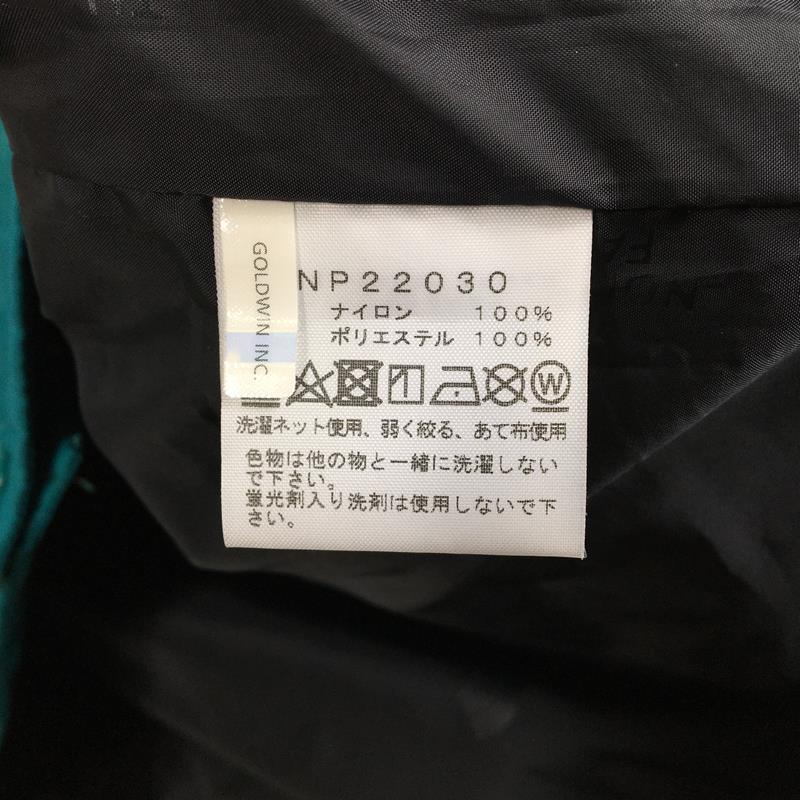 GOLDWIN INC.
NP22030
ナイロン 100%
ポリエステル 100%
W
洗濯ネット使用、弱く絞る、あて布使用
色物は他の物と一緒に洗濯しない
で下さい。
蛍光剤入り洗剤は使用しないで下
さい。